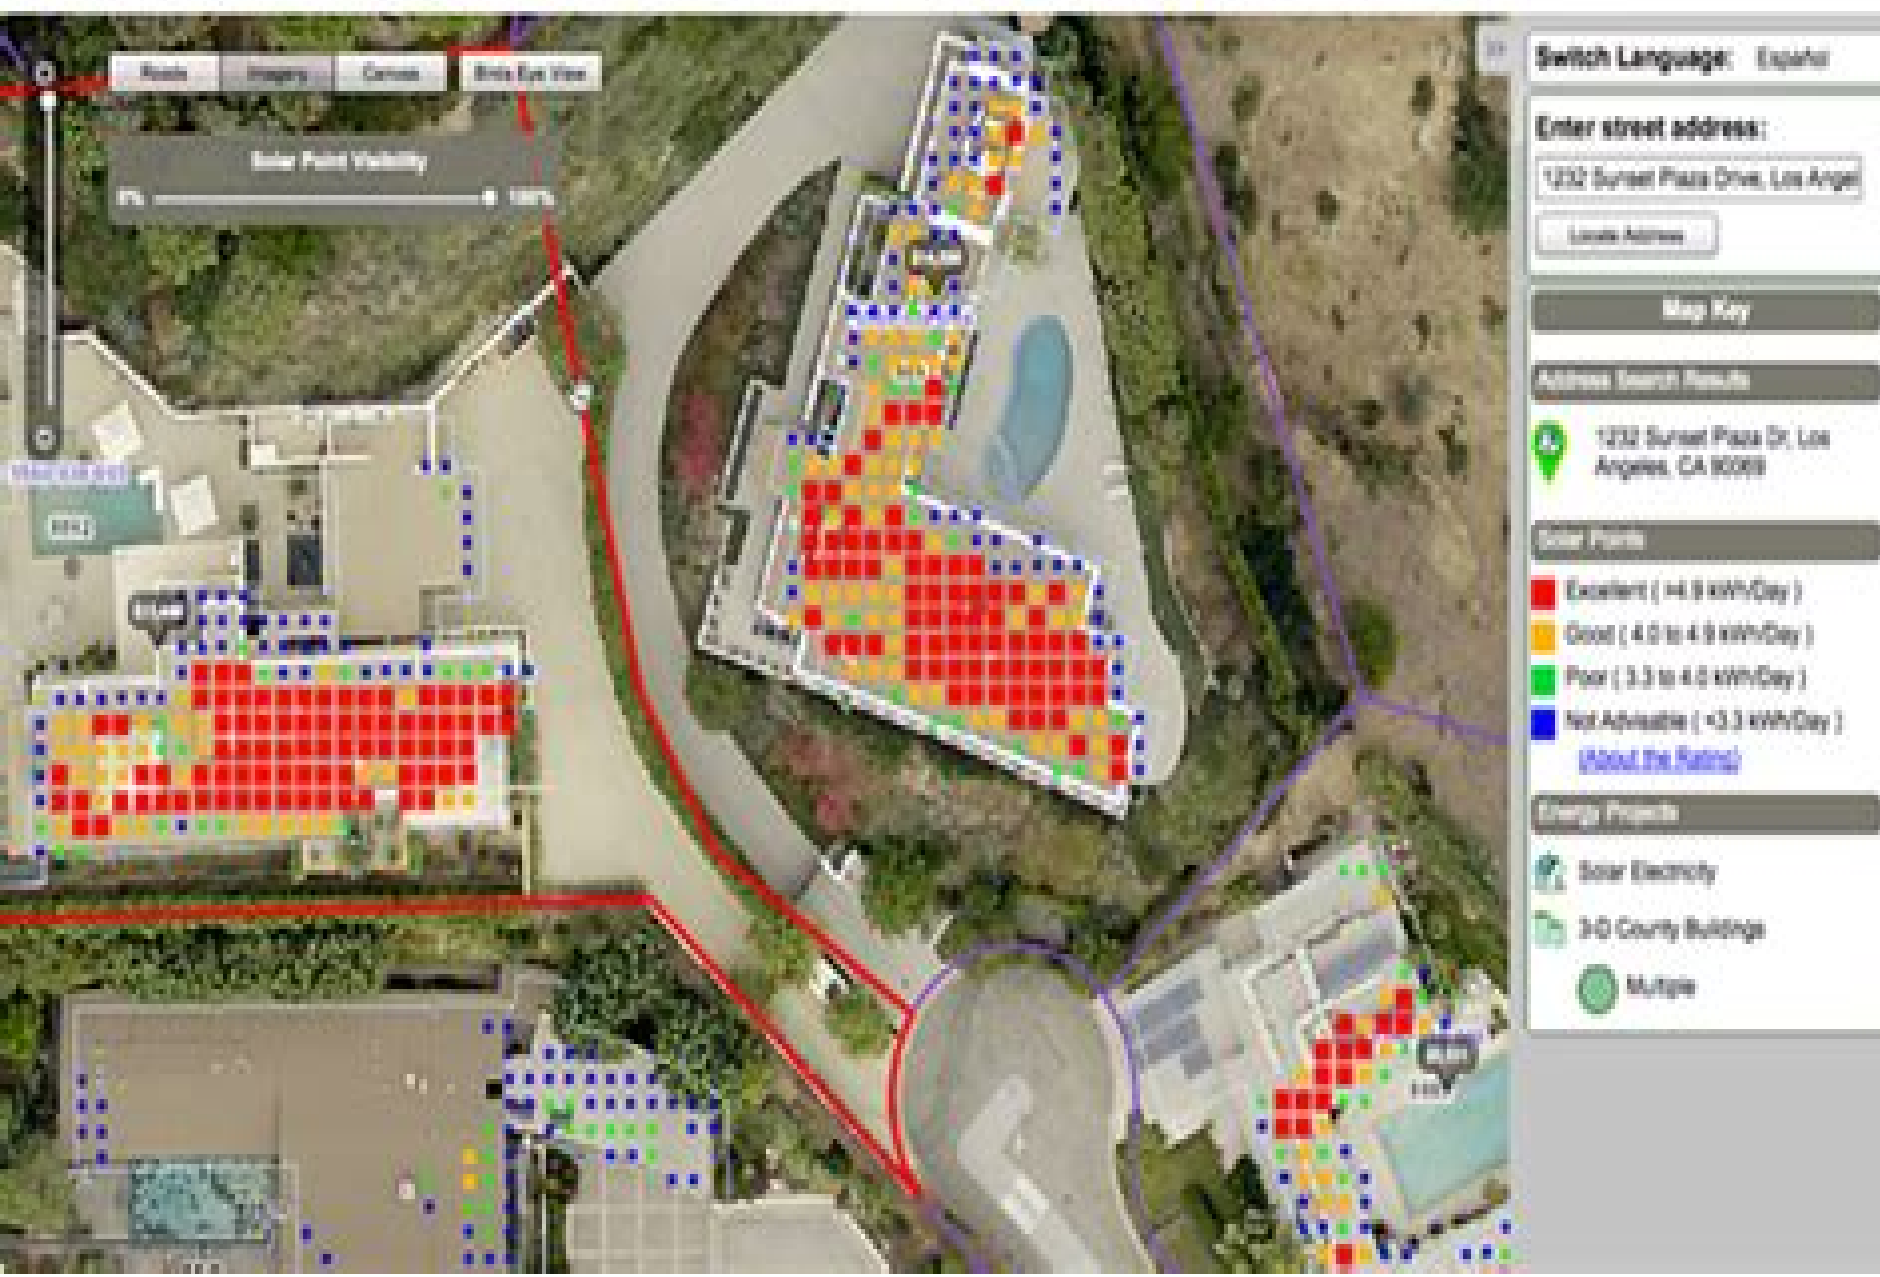 Roads
Imagery
Canvas
Birds Eye View
Solar Point Visibility
0%
100%
Switch Language: Español
Enter street address:
1232 Sunset Plaza Drive, Los Angel
Locate Address
Map Key
Address Search Results
1232 Sunset Plaza Dr, Los
Angeles, CA 90069
Solar Points
Excellent ( >4.9 kWh/Day )
Good ( 4.0 to 4.9 kWh/Day )
Poor ( 3.3 to 4.0 kWh/Day )
Not Advisable ( <3.3 kWh/Day )
(About the Rating)
Energy Projects
Solar Electricity
3-D County Buildings
Multiple